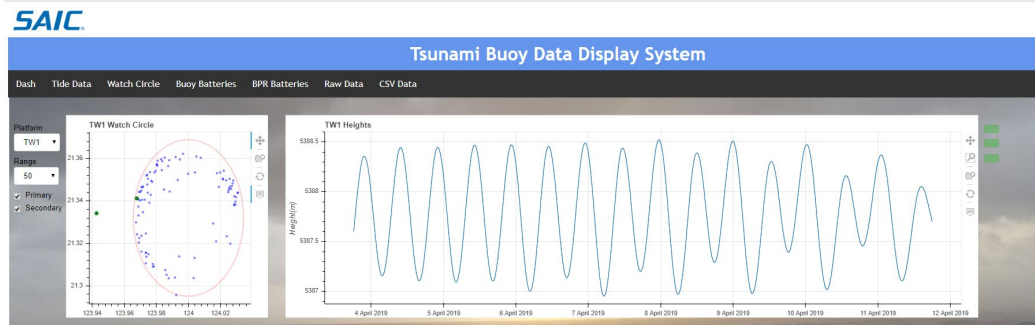 SAIC
Tsunami Buoy Data Display System
Dash Tide Data Watch Circle Buoy Batteries BPR Batteries Raw Data CSV Data
Platform
TW1
Range
50
Primary
Secondary
TW1 Watch Circle
21.36
21.34
21.32
21.3
123.94 123.96 123.98 124 124.02
TW1 Heights
Height(m)
5388.5
5388
5387.5
5387
4 April 2019 5 April 2019 6 April 2019 7 April 2019 8 April 2019 9 April 2019 10 April 2019 11 April 2019 12 April 2019